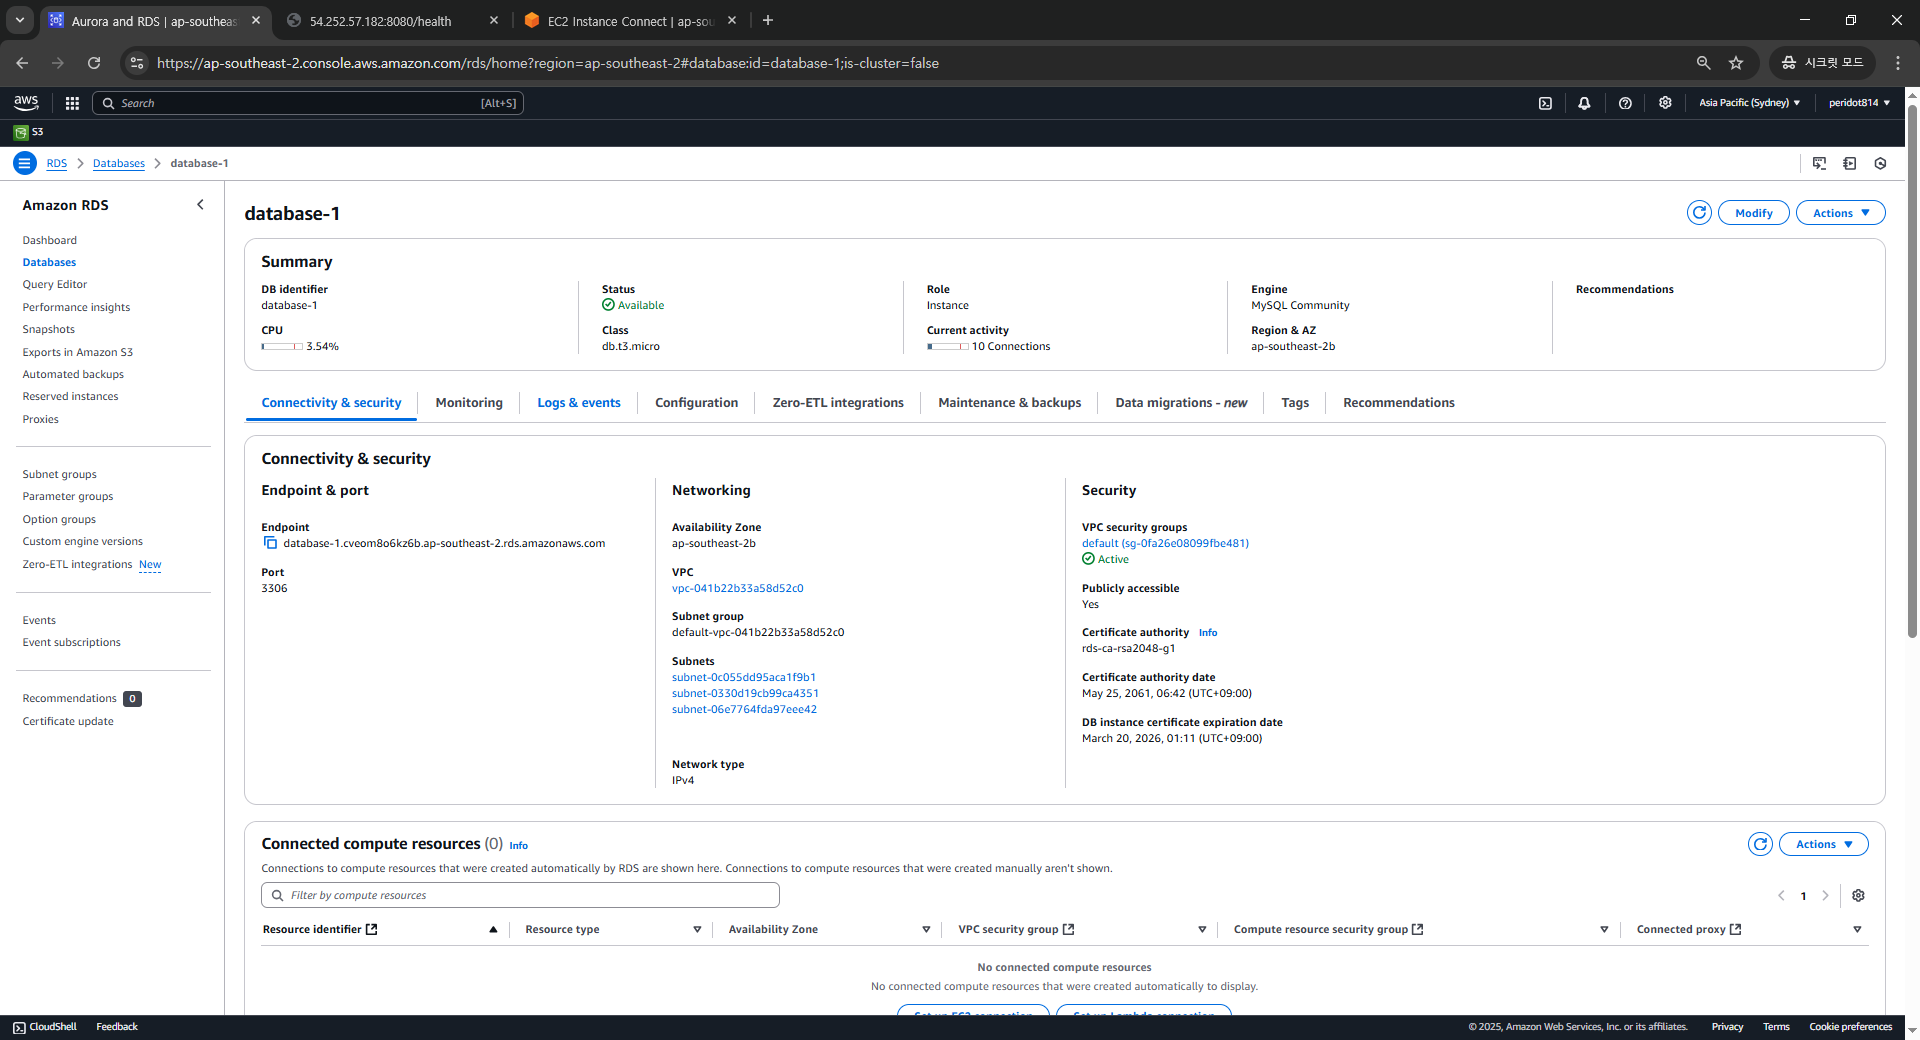 Aurora and RDS | ap-southeas
54.252.57.182:8080/health
EC2 Instance Connect | ap-sou
https://ap-southeast-2.console.aws.amazon.com/rds/home?region=ap-southeast-2#database:id=database-1;is-cluster=false
시크릿 모드
aws
Search
[Alt+S]
Asia Pacific (Sydney)
peridot814
S3
RDS
Databases
database-1
Amazon RDS
Dashboard
Databases
Query Editor
Performance insights
Snapshots
Exports in Amazon S3
Automated backups
Reserved instances
Proxies
Subnet groups
Parameter groups
Option groups
Custom engine versions
Zero-ETL integrations New
Events
Event subscriptions
Recommendations 0
Certificate update
database-1
Modify
Actions
Summary
DB identifier
database-1
CPU
3.54%
Status
Available
Class
db.t3.micro
Role
Instance
Current activity
10 Connections
Engine
MySQL Community
Region & AZ
ap-southeast-2b
Recommendations
Connectivity & security
Monitoring
Logs & events
Configuration
Zero-ETL integrations
Maintenance & backups
Data migrations - new
Tags
Recommendations
Connectivity & security
Endpoint & port
Endpoint
database-1.cveom8o6kz6b.ap-southeast-2.rds.amazonaws.com
Port
3306
Networking
Availability Zone
ap-southeast-2b
VPC
vpc-041b22b33a58d52c0
Subnet group
default-vpc-041b22b33a58d52c0
Subnets
subnet-0c055dd95aca1f9b1
subnet-0330d19cb99ca4351
subnet-06e7764fda97eee42
Network type
IPv4
Security
VPC security groups
default (sg-0fa26e08099fbe481)
Active
Publicly accessible
Yes
Certificate authority Info
rds-ca-rsa2048-g1
Certificate authority date
May 25, 2061, 06:42 (UTC+09:00)
DB instance certificate expiration date
March 20, 2026, 01:11 (UTC+09:00)
Connected compute resources (0) Info
Actions
Connections to compute resources that were created automatically by RDS are shown here. Connections to compute resources that were created manually aren't shown.
Filter by compute resources
1
Resource identifier
Resource type
Availability Zone
VPC security group
Compute resource security group
Connected proxy
No connected compute resources
No connected compute resources that were created automatically to display.
Set up EC2 connection
Set up Lambda connection
CloudShell
Feedback
© 2025, Amazon Web Services, Inc. or its affiliates.
Privacy
Terms
Cookie preferences